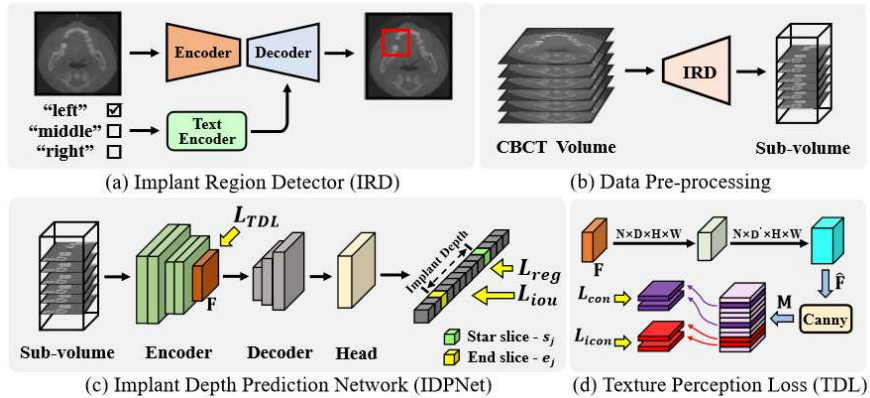 Encoder
Decoder
“left”
“middle”
“right”
Text
Encoder
(a) Implant Region Detector (IRD)
IRD
CBCT Volume
Sub-volume
(b) Data Pre-processing
L_TDL
F
Implant Depth
L_reg
L_iou
Star slice - s_j
End slice - e_j
Sub-volume
Encoder
Decoder
Head
(c) Implant Depth Prediction Network (IDPNet)
N×D×H×W
N×D'×H×W
F
F̂
L_con
M
Canny
L_icon
(d) Texture Perception Loss (TDL)